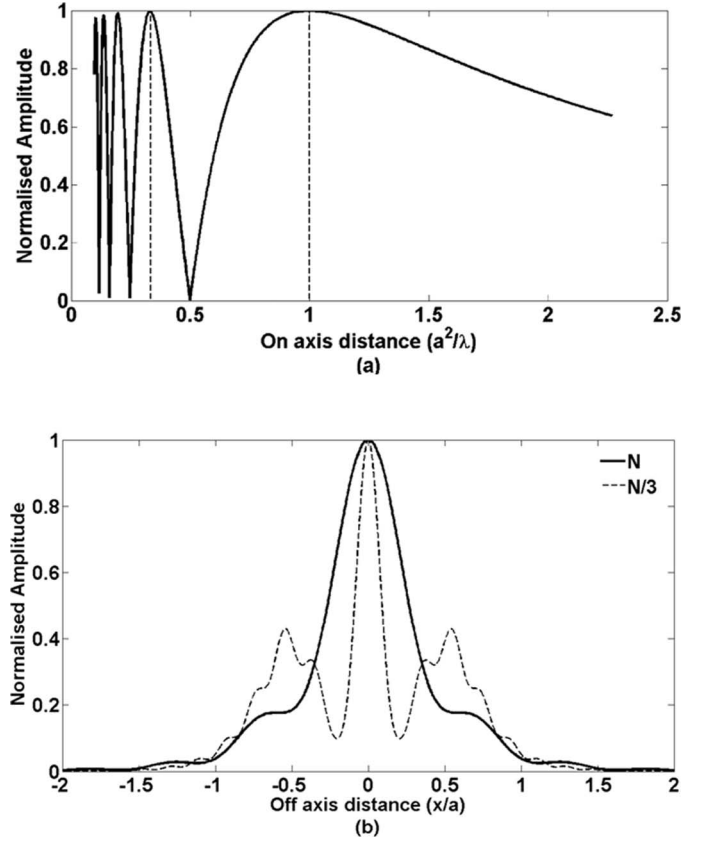 1
0.8
0.6
0.4
0.2
0
Normalised Amplitude
0 0.5 1 1.5 2 2.5
On axis distance (a²/λ)
(a)
1
0.8
0.6
0.4
0.2
0
Normalised Amplitude
N
N/3
-2 -1.5 -1 -0.5 0 0.5 1 1.5 2
Off axis distance (x/a)
(b)